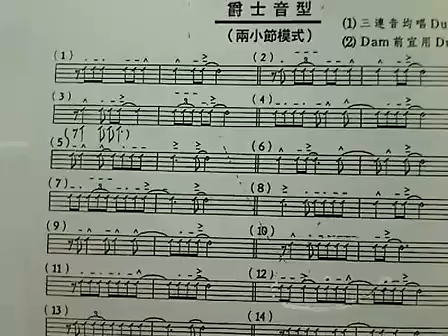 爵士音型
(兩小節模式)
(1) 三連音均唱Du
(2) Dam前宜用Du
(1) (2)
(3) (4)
(5) (6)
(7) (8)
(9) (10)
(11) (12)
(13) (14)